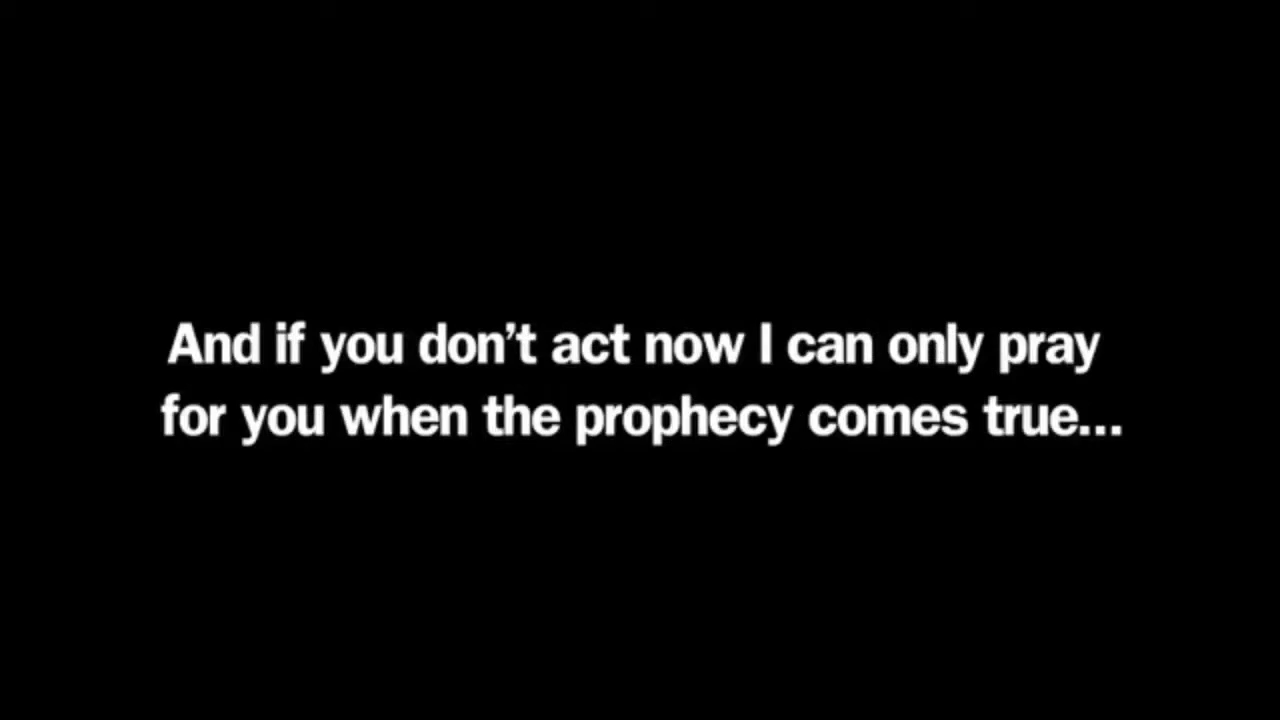 And if you don’t act now I can only pray
for you when the prophecy comes true...